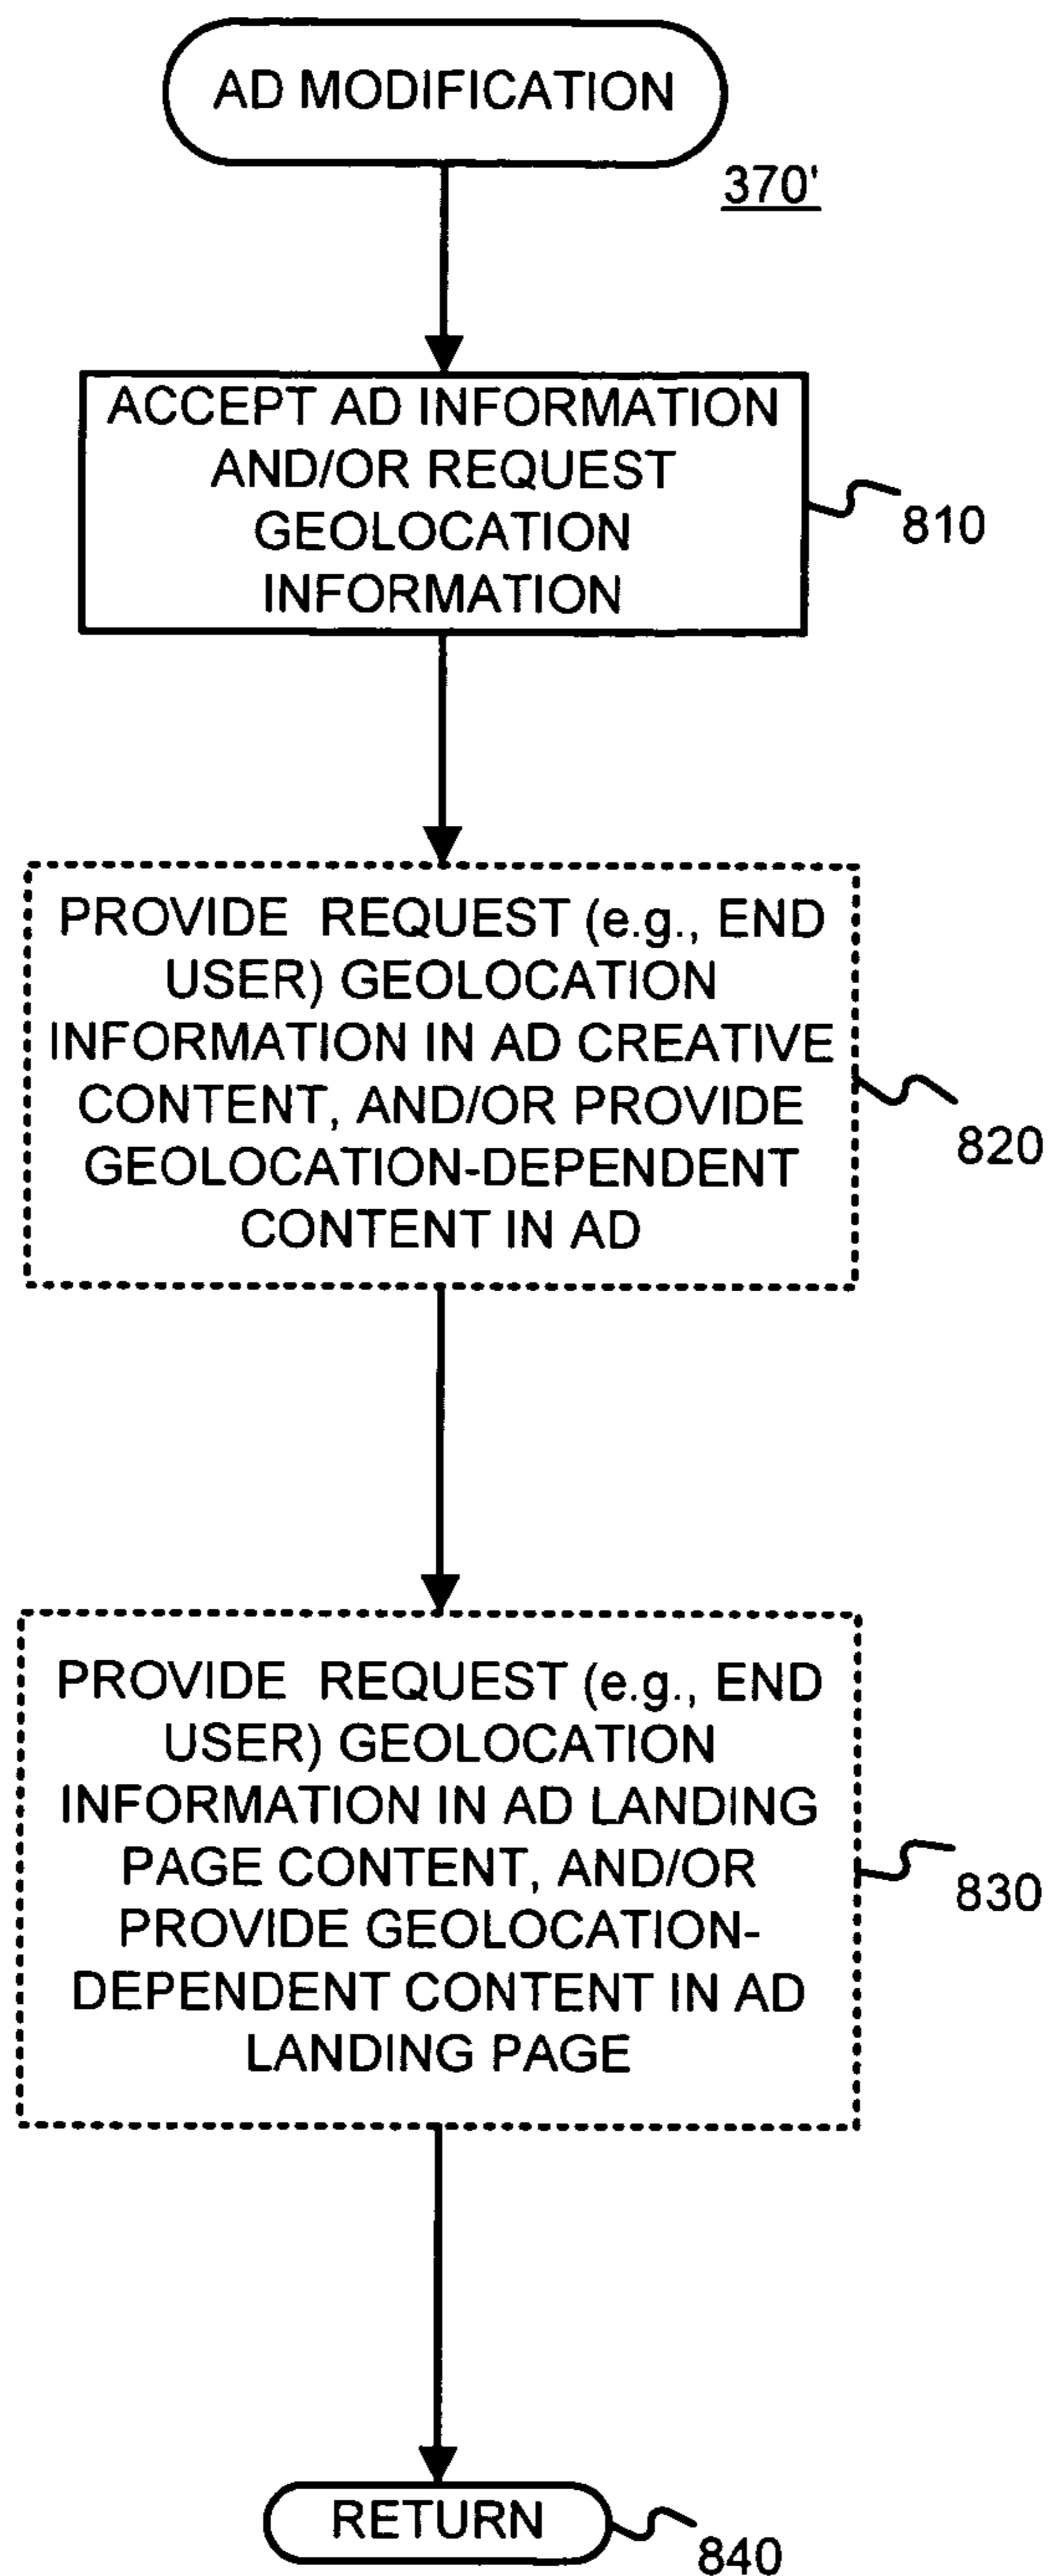 AD MODIFICATION
370'
ACCEPT AD INFORMATION
AND/OR REQUEST
GEOLOCATION
INFORMATION
810
PROVIDE REQUEST (e.g., END
USER) GEOLOCATION
INFORMATION IN AD CREATIVE
CONTENT, AND/OR PROVIDE
GEOLOCATION-DEPENDENT
CONTENT IN AD
820
PROVIDE REQUEST (e.g., END
USER) GEOLOCATION
INFORMATION IN AD LANDING
PAGE CONTENT, AND/OR
PROVIDE GEOLOCATION-
DEPENDENT CONTENT IN AD
LANDING PAGE
830
RETURN
840